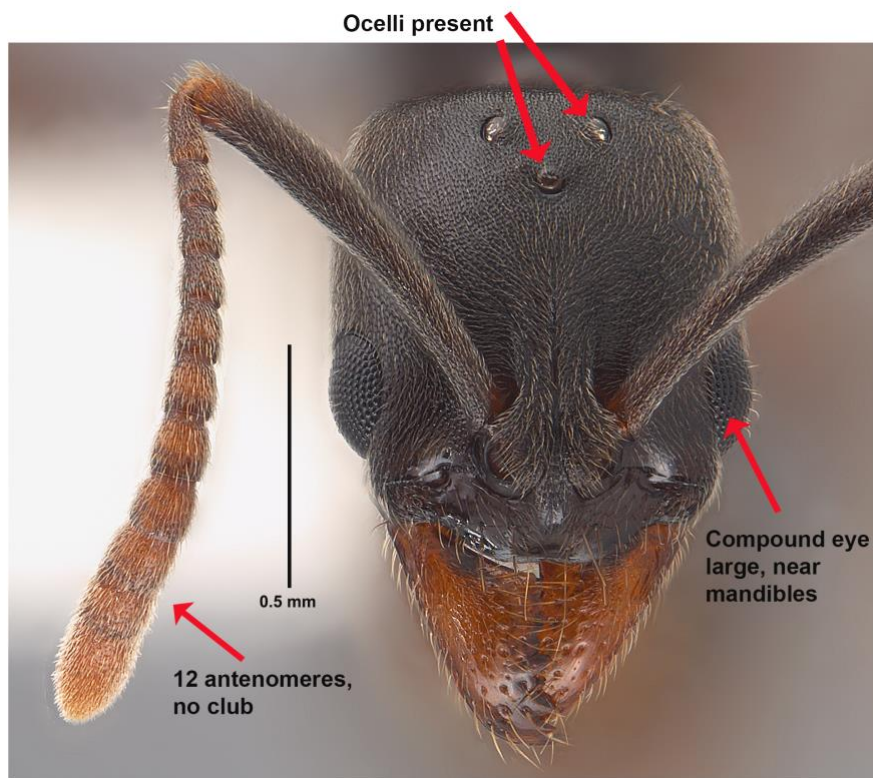 Ocelli present
0.5 mm
Compound eye
large, near
mandibles
12 antenomeres,
no club